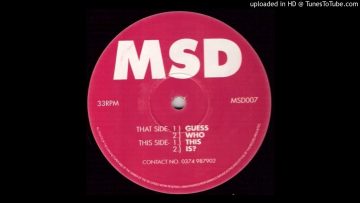 uploaded in HD @ TunesToTube.com
MSD
33RPM
MSD007
THAT SIDE: 1) GUESS
2) WHO
THIS SIDE: 1) THIS
2) IS?
CONTACT NO. 0374 987902